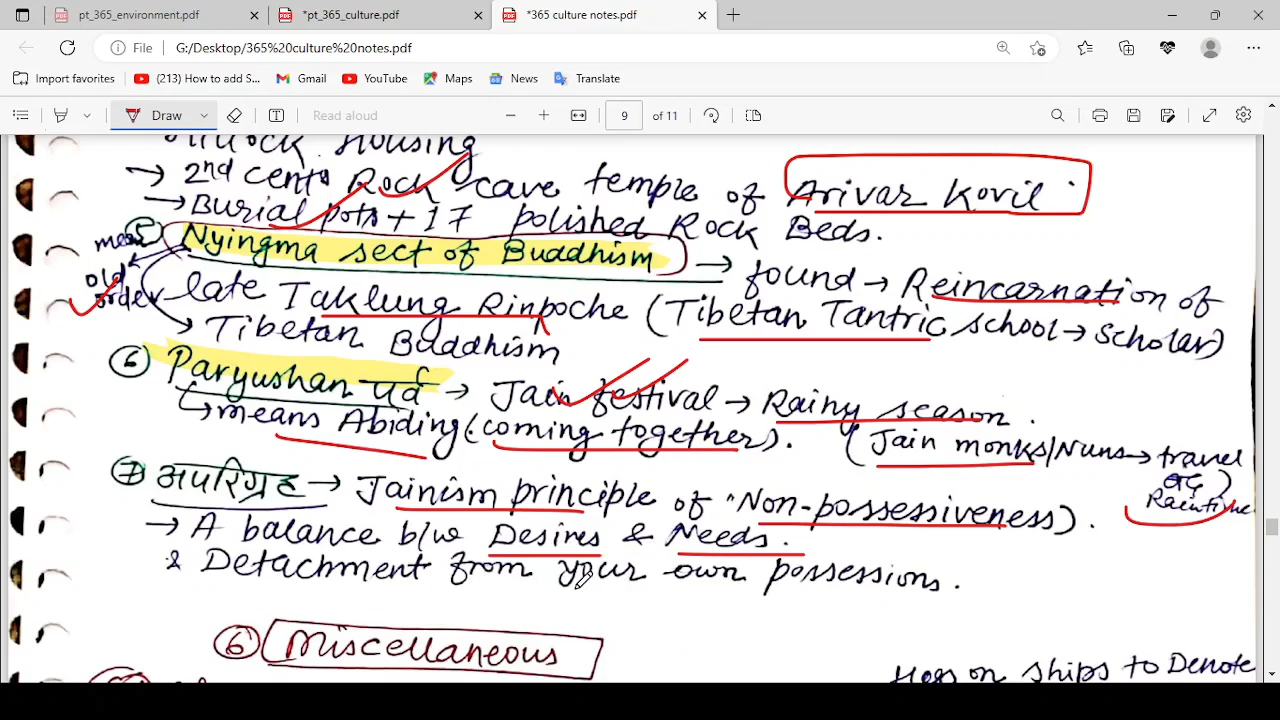 pt_365_environment.pdf
*pt_365_culture.pdf
*365 culture notes.pdf
File G:/Desktop/365%20culture%20notes.pdf
Import favorites (213) How to add S... Gmail YouTube Maps News Translate
Draw Read aloud 9 of 11
Housing
→ 2nd cent. Rock cave temple of Arivar Kovil
→ Burial pots + 17 polished Rock Beds.
⑤ Nyingma sect of Buddhism → found → Reincarnation of
old order
late Taklung Rinpoche (Tibetan Tantric school → Scholar)
→ Tibetan Buddhism
⑥ Paryushan पर्व → Jain festival → Rainy season.
↳ means Abiding (coming together). (Jain monks/Nuns → travel
Raintime)
⑦ अपरिग्रह → Jainism principle of "Non-possessiveness).
→ A balance b/w Desires & Needs.
& Detachment from your own possessions.
⑥ Miscellaneous
on ships to Denote